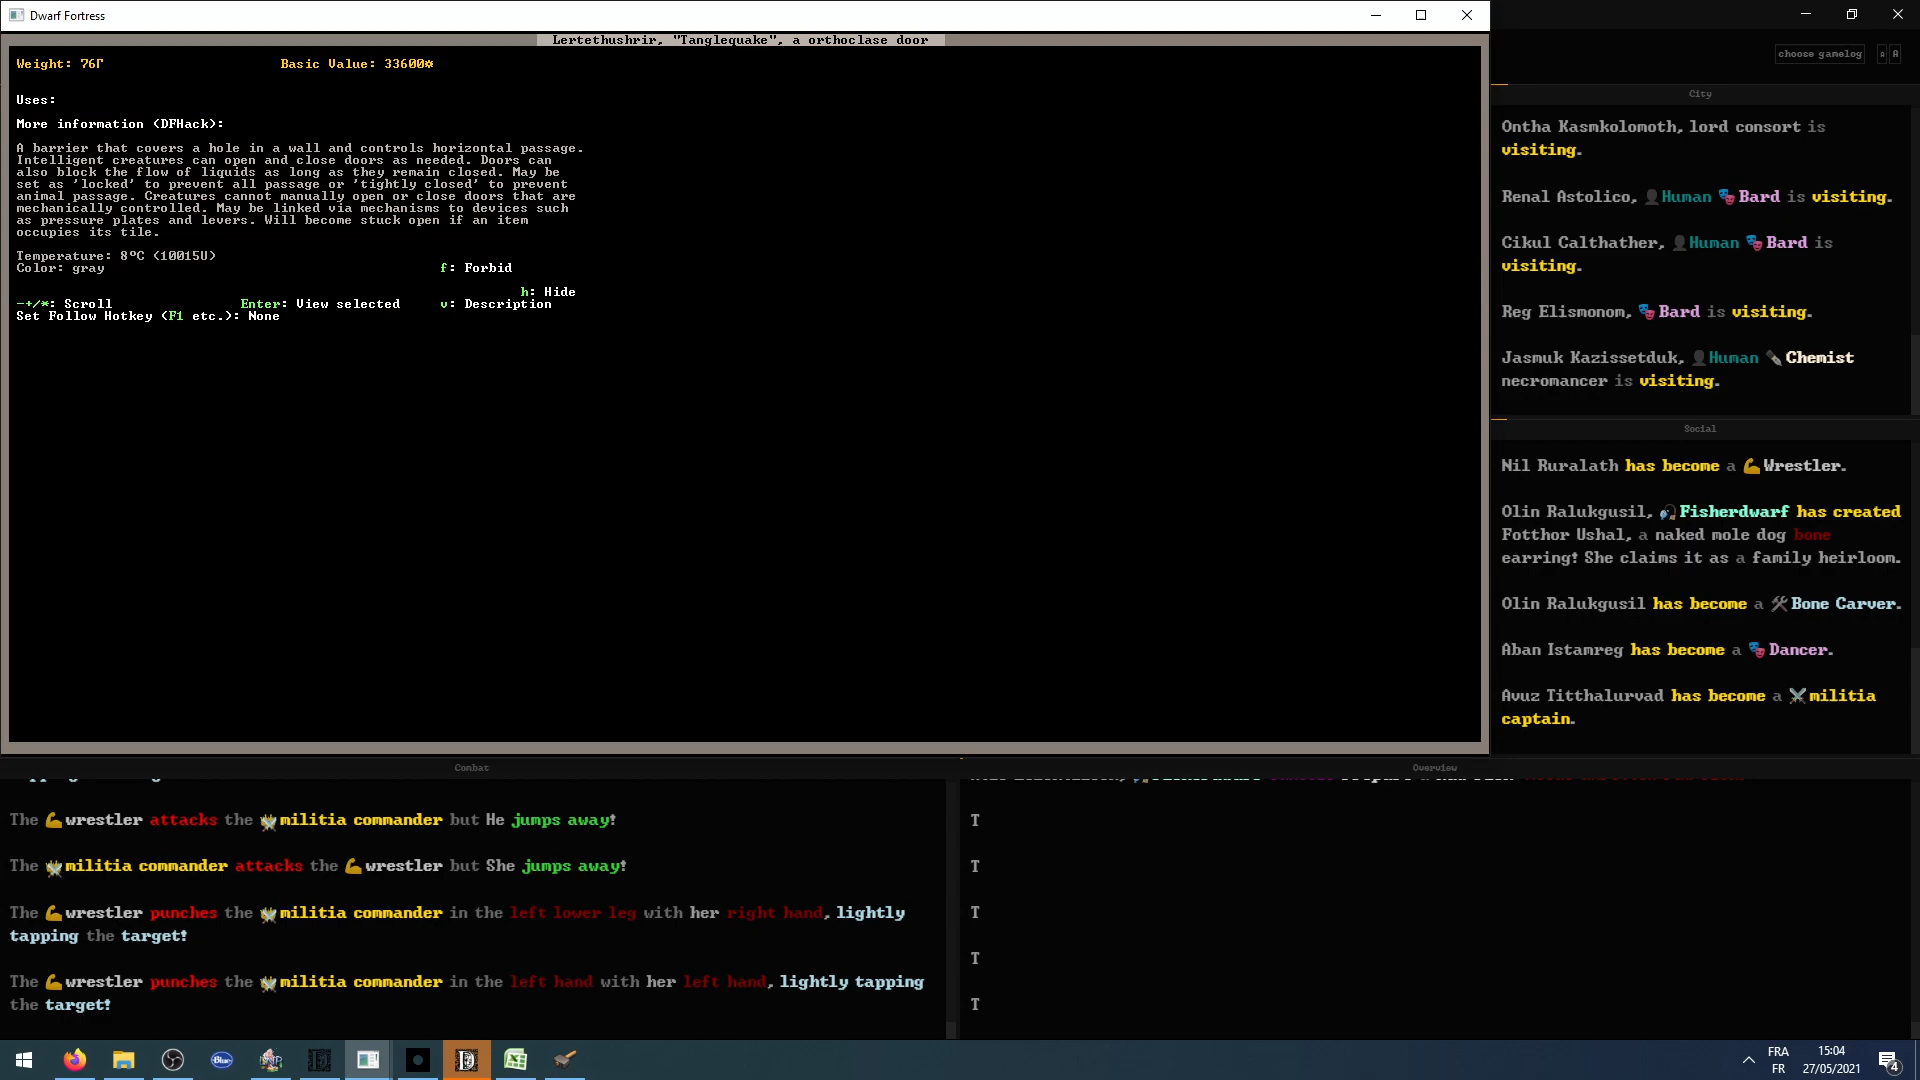 Dwarf Fortress
Lertethushrir, "Tanglequake", a orthoclase door
Weight: 76Γ Basic Value: 33600☼
Uses:
More information (DFHack):
A barrier that covers a hole in a wall and controls horizontal passage.
Intelligent creatures can open and close doors as needed. Doors can
also block the flow of liquids as long as they remain closed. May be
set as 'locked' to prevent all passage or 'tightly closed' to prevent
animal passage. Creatures cannot manually open or close doors that are
mechanically controlled. May be linked via mechanisms to devices such
as pressure plates and levers. Will become stuck open if an item
occupies its tile.
Temperature: 8°C (10015U)
Color: gray f: Forbid
h: Hide
-+/*: Scroll Enter: View selected v: Description
Set Follow Hotkey (F1 etc.): None
choose gamelog a A
City
Ontha Kasmkolomoth, lord consort is
visiting.
Renal Astolico, Human Bard is visiting.
Cikul Calthather, Human Bard is
visiting.
Reg Elismonom, Bard is visiting.
Jasmuk Kazissetduk, Human Chemist
necromancer is visiting.
Social
Nil Ruralath has become a Wrestler.
Olin Ralukgusil, Fisherdwarf has created
Fotthor Ushal, a naked mole dog bone
earring! She claims it as a family heirloom.
Olin Ralukgusil has become a Bone Carver.
Aban Istamreg has become a Dancer.
Avuz Titthalurvad has become a militia
captain.
Combat
The wrestler attacks the militia commander but He jumps away!
The militia commander attacks the wrestler but She jumps away!
The wrestler punches the militia commander in the left lower leg with her right hand, lightly
tapping the target!
The wrestler punches the militia commander in the left hand with her left hand, lightly tapping
the target!
Overview
T
T
T
T
T
Blue
FRA
FR
15:04
27/05/2021
4